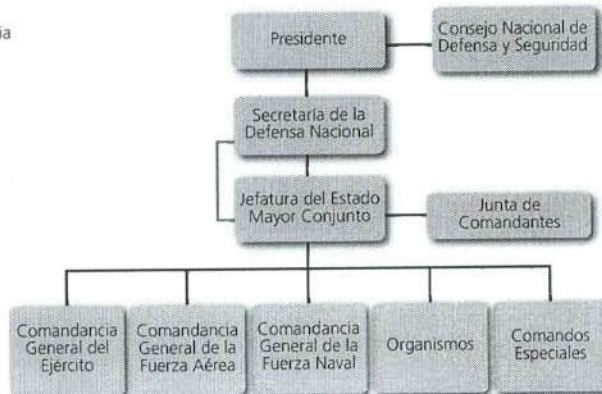 ia
Presidente
Consejo Nacional de
Defensa y Seguridad
Secretaría de la
Defensa Nacional
Jefatura del Estado
Mayor Conjunto
Junta de
Comandantes
Comandancia
General del
Ejército
Comandancia
General de la
Fuerza Aérea
Comandancia
General de la
Fuerza Naval
Organismos
Comandos
Especiales